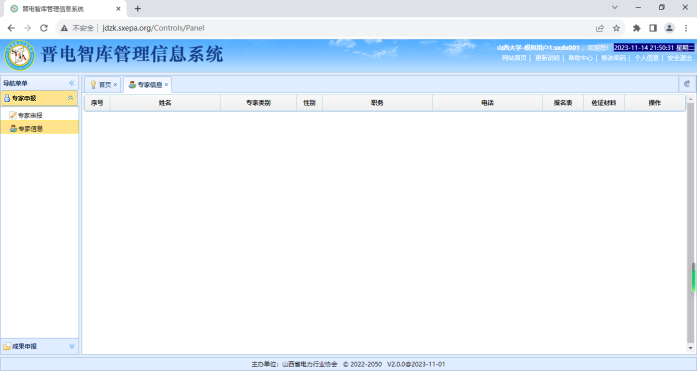 晋电智库管理信息系统
不安全 | jdzk.sxepa.org/Controls/Panel
晋电智库管理信息系统
山西大学-模拟用户1:sxdx001 ，欢迎您！ 2023-11-14 21:50:31 星期二
网站首页 | 更新说明 | 帮助中心 | 修改密码 | 个人信息 | 安全退出
导航菜单
首页
专家信息
专家申报
序号 姓名 专家类别 性别 职务 电话 报名表 佐证材料 操作
专家申报
专家信息
成果申报
主办单位：山西省电力行业协会 © 2022-2050 V2.0.0@2023-11-01